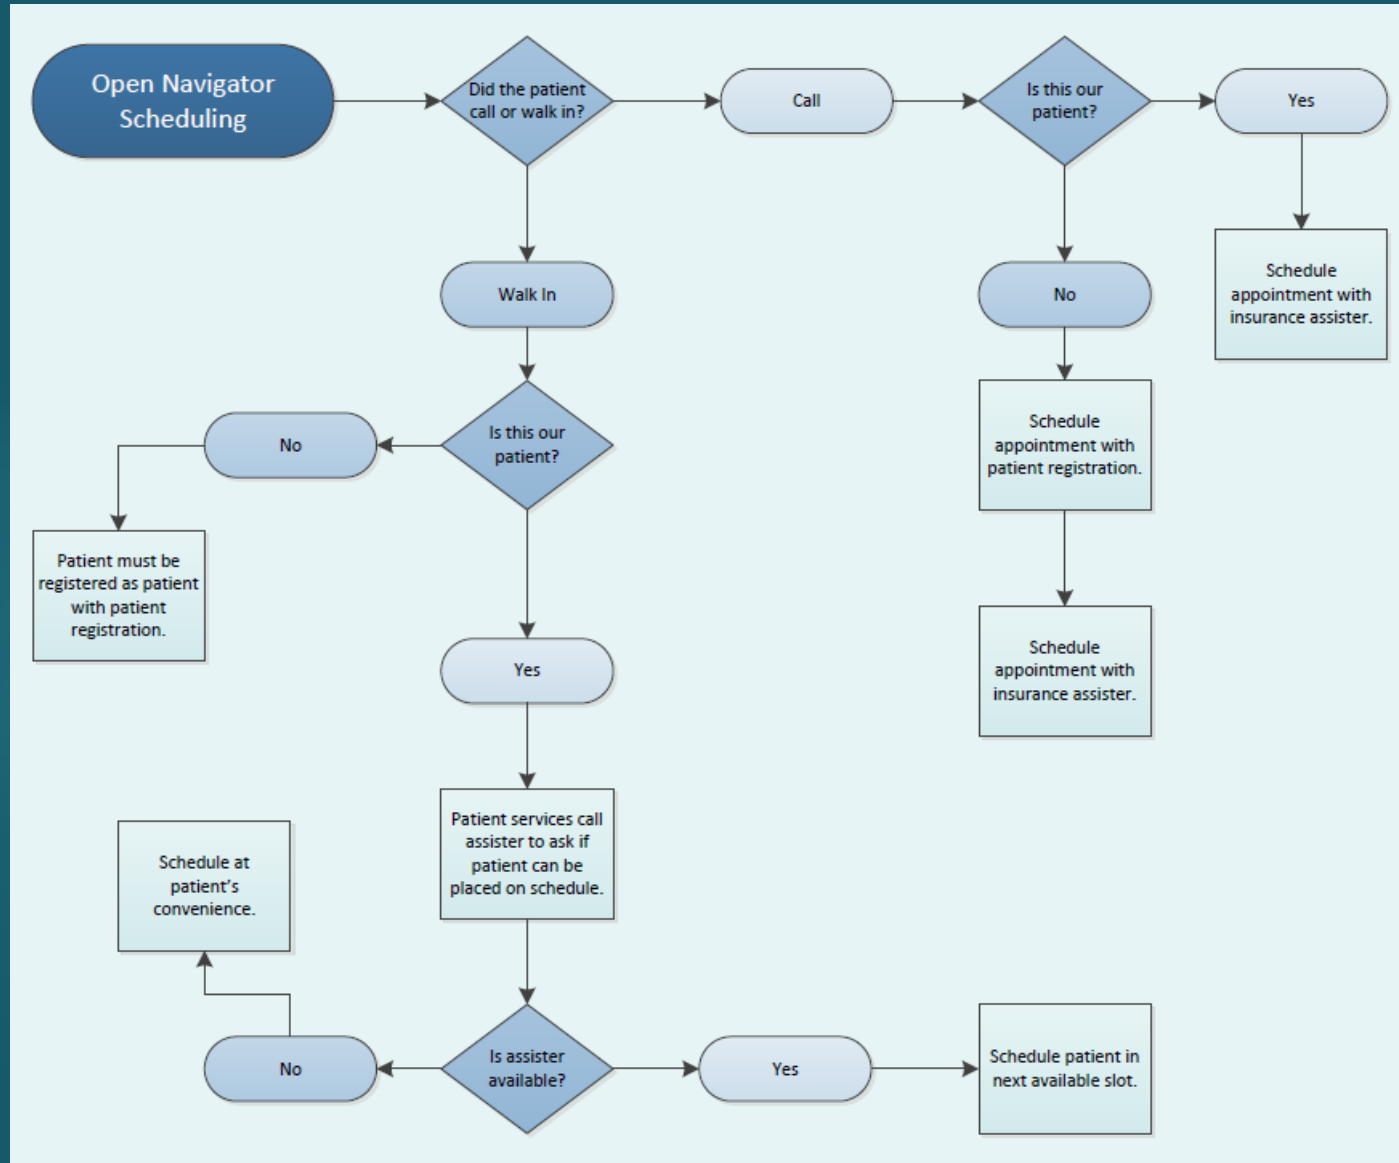 Open Navigator
Scheduling
Did the patient
call or walk in?
Call
Is this our
patient?
Yes
Schedule
appointment with
insurance assister.
Walk In
No
Schedule
appointment with
patient registration.
Schedule
appointment with
insurance assister.
Is this our
patient?
No
Patient must be
registered as patient
with patient
registration.
Yes
Patient services call
assister to ask if
patient can be
placed on schedule.
Schedule at
patient’s
convenience.
No
Is assister
available?
Yes
Schedule patient in
next available slot.